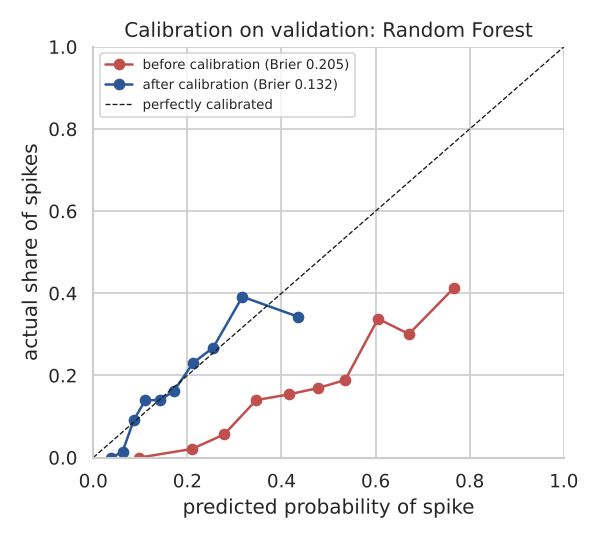 Calibration on validation: Random Forest
before calibration (Brier 0.205)
after calibration (Brier 0.132)
perfectly calibrated
1.0
0.8
0.6
0.4
0.2
0.0
actual share of spikes
0.0 0.2 0.4 0.6 0.8 1.0
predicted probability of spike